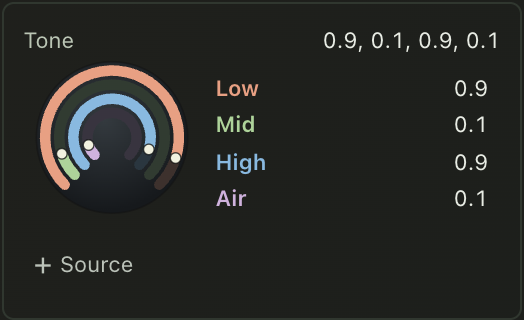 Tone 0.9, 0.1, 0.9, 0.1
Low 0.9
Mid 0.1
High 0.9
Air 0.1
+ Source